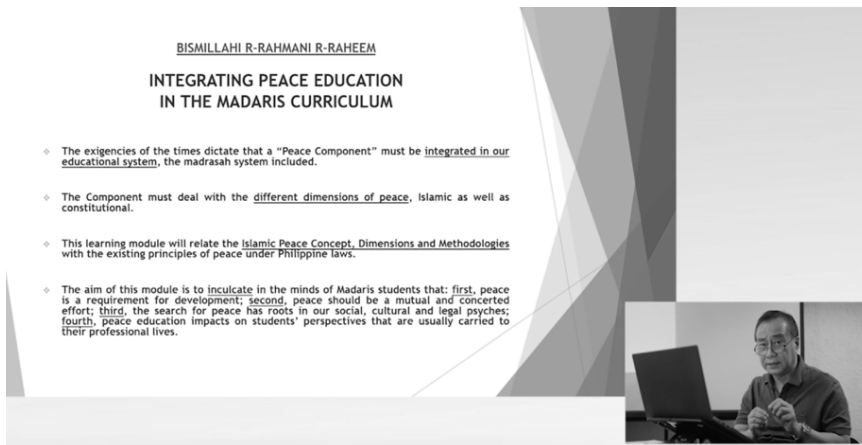 BISMILLAHI R-RAHMANI R-RAHEEM
INTEGRATING PEACE EDUCATION
IN THE MADARIS CURRICULUM
❖ The exigencies of the times dictate that a “Peace Component” must be integrated in our
educational system, the madrasah system included.
❖ The Component must deal with the different dimensions of peace, Islamic as well as
constitutional.
❖ This learning module will relate the Islamic Peace Concept, Dimensions and Methodologies
with the existing principles of peace under Philippine laws.
❖ The aim of this module is to inculcate in the minds of Madaris students that: first, peace
is a requirement for development; second, peace should be a mutual and concerted
effort; third, the search for peace has roots in our social, cultural and legal psyches;
fourth, peace education impacts on students’ perspectives that are usually carried to
their professional lives.